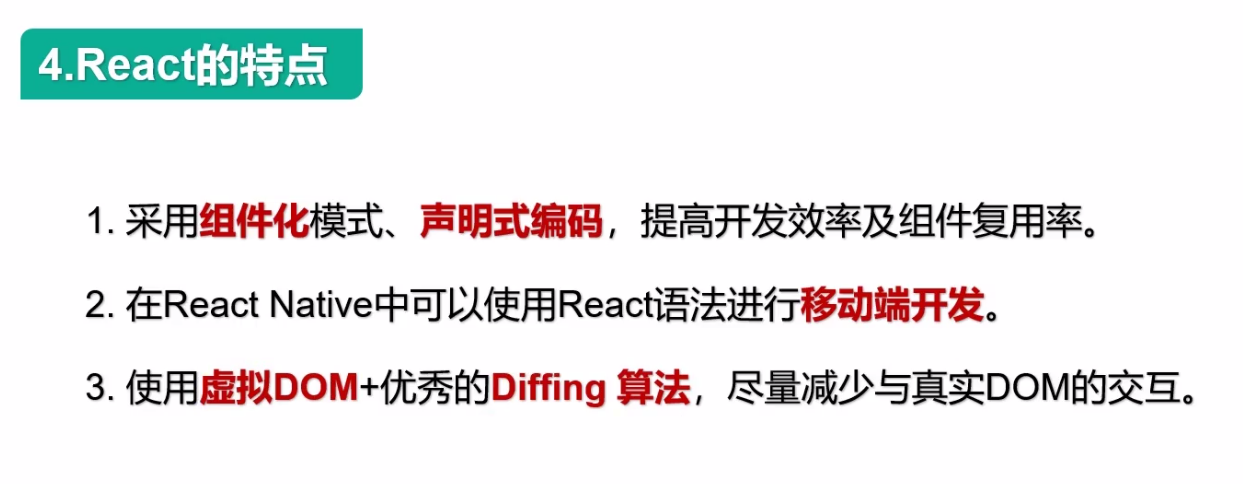 4.React的特点
1. 采用组件化模式、声明式编码，提高开发效率及组件复用率。
2. 在React Native中可以使用React语法进行移动端开发。
3. 使用虚拟DOM+优秀的Diffing 算法，尽量减少与真实DOM的交互。